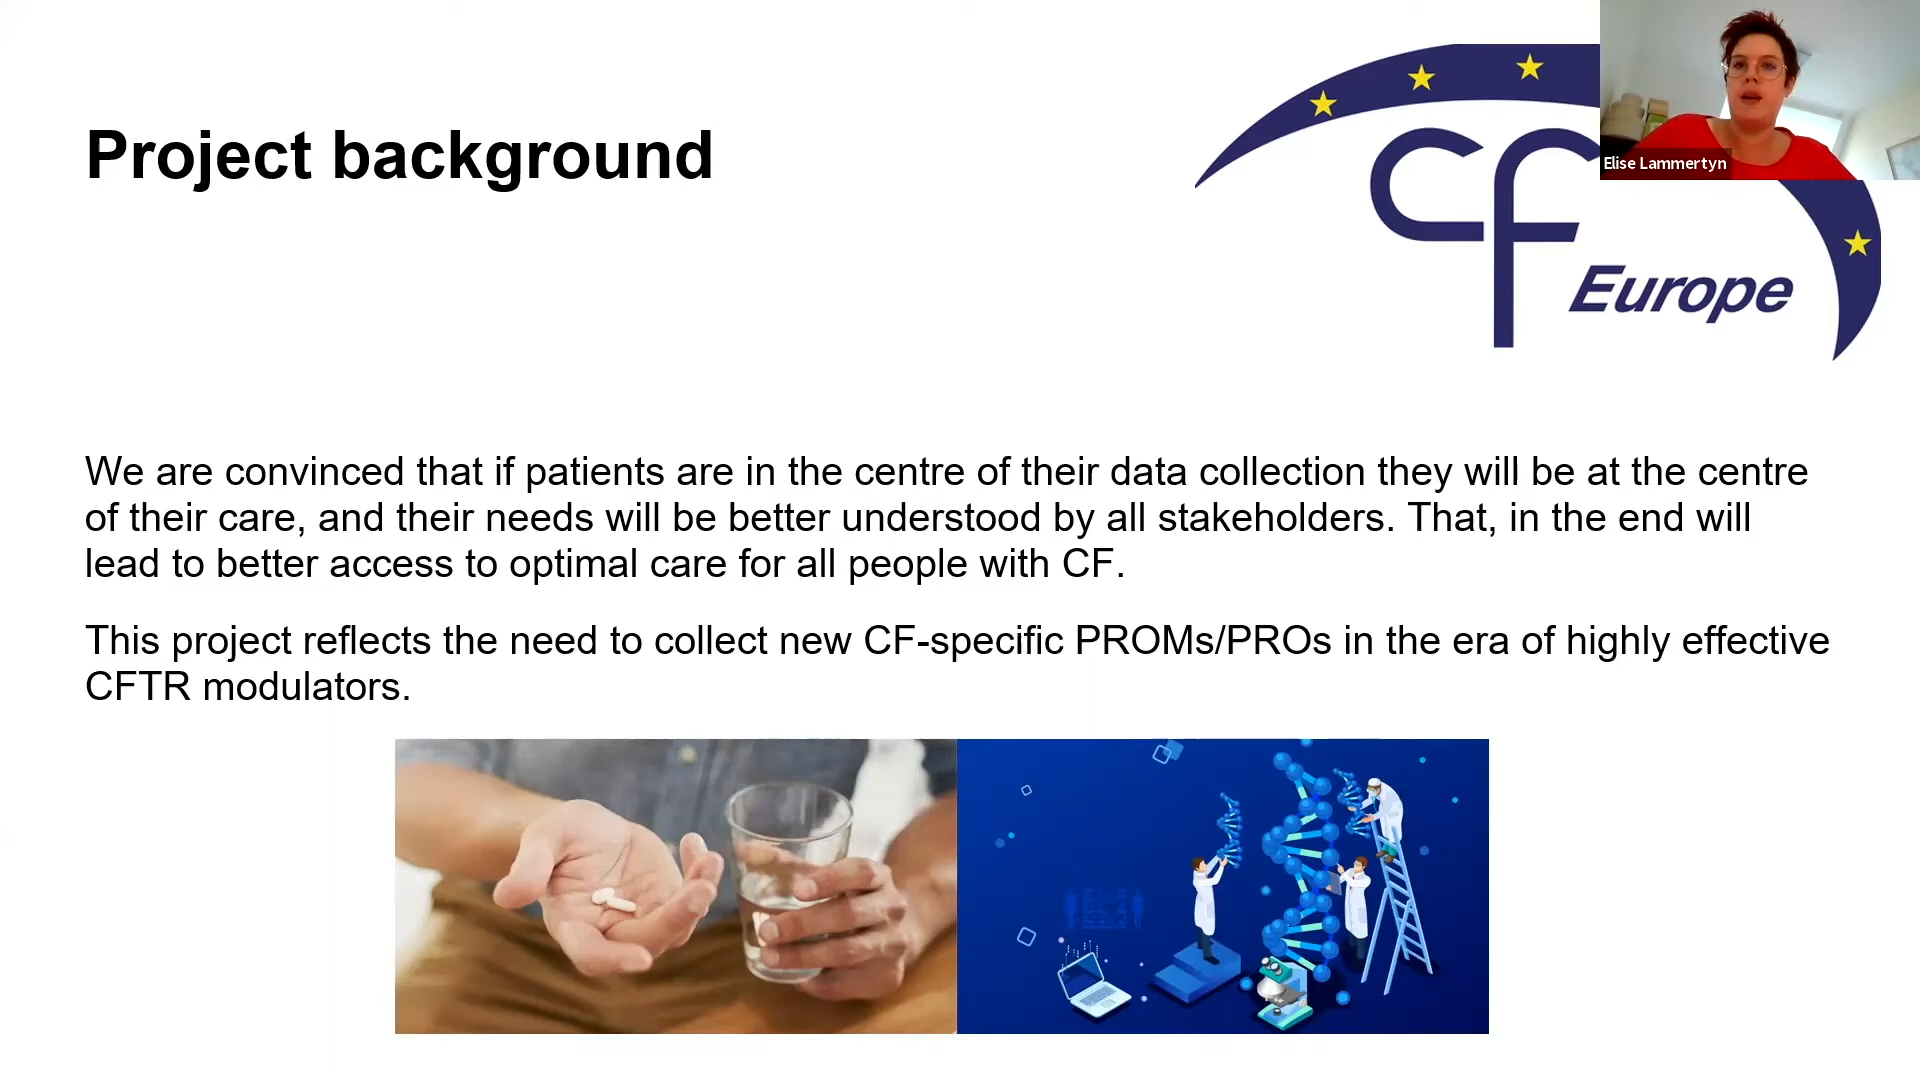 Project background
CF
Europe
Elise Lammertyn
We are convinced that if patients are in the centre of their data collection they will be at the centre
of their care, and their needs will be better understood by all stakeholders. That, in the end will
lead to better access to optimal care for all people with CF.
This project reflects the need to collect new CF-specific PROMs/PROs in the era of highly effective
CFTR modulators.